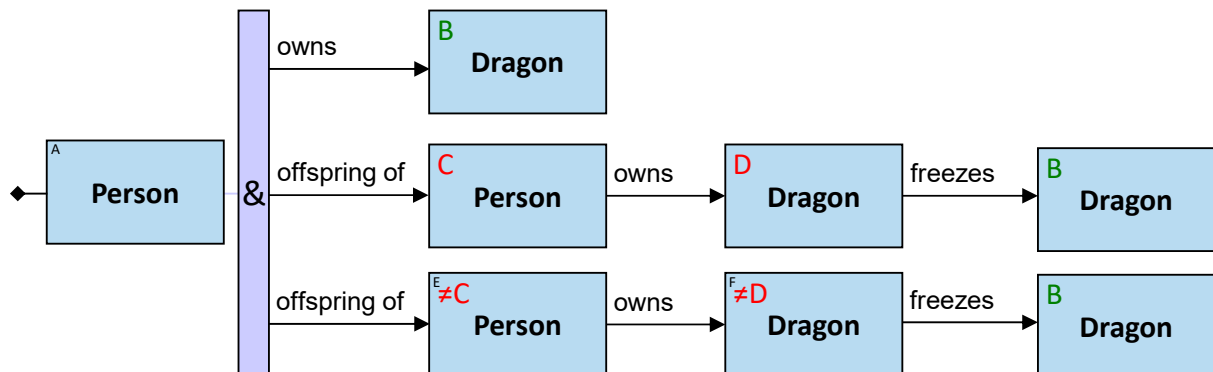 owns
B
Dragon
A
Person
&
offspring of
C
Person
owns
D
Dragon
freezes
B
Dragon
offspring of
E
≠C
Person
owns
F
≠D
Dragon
freezes
B
Dragon